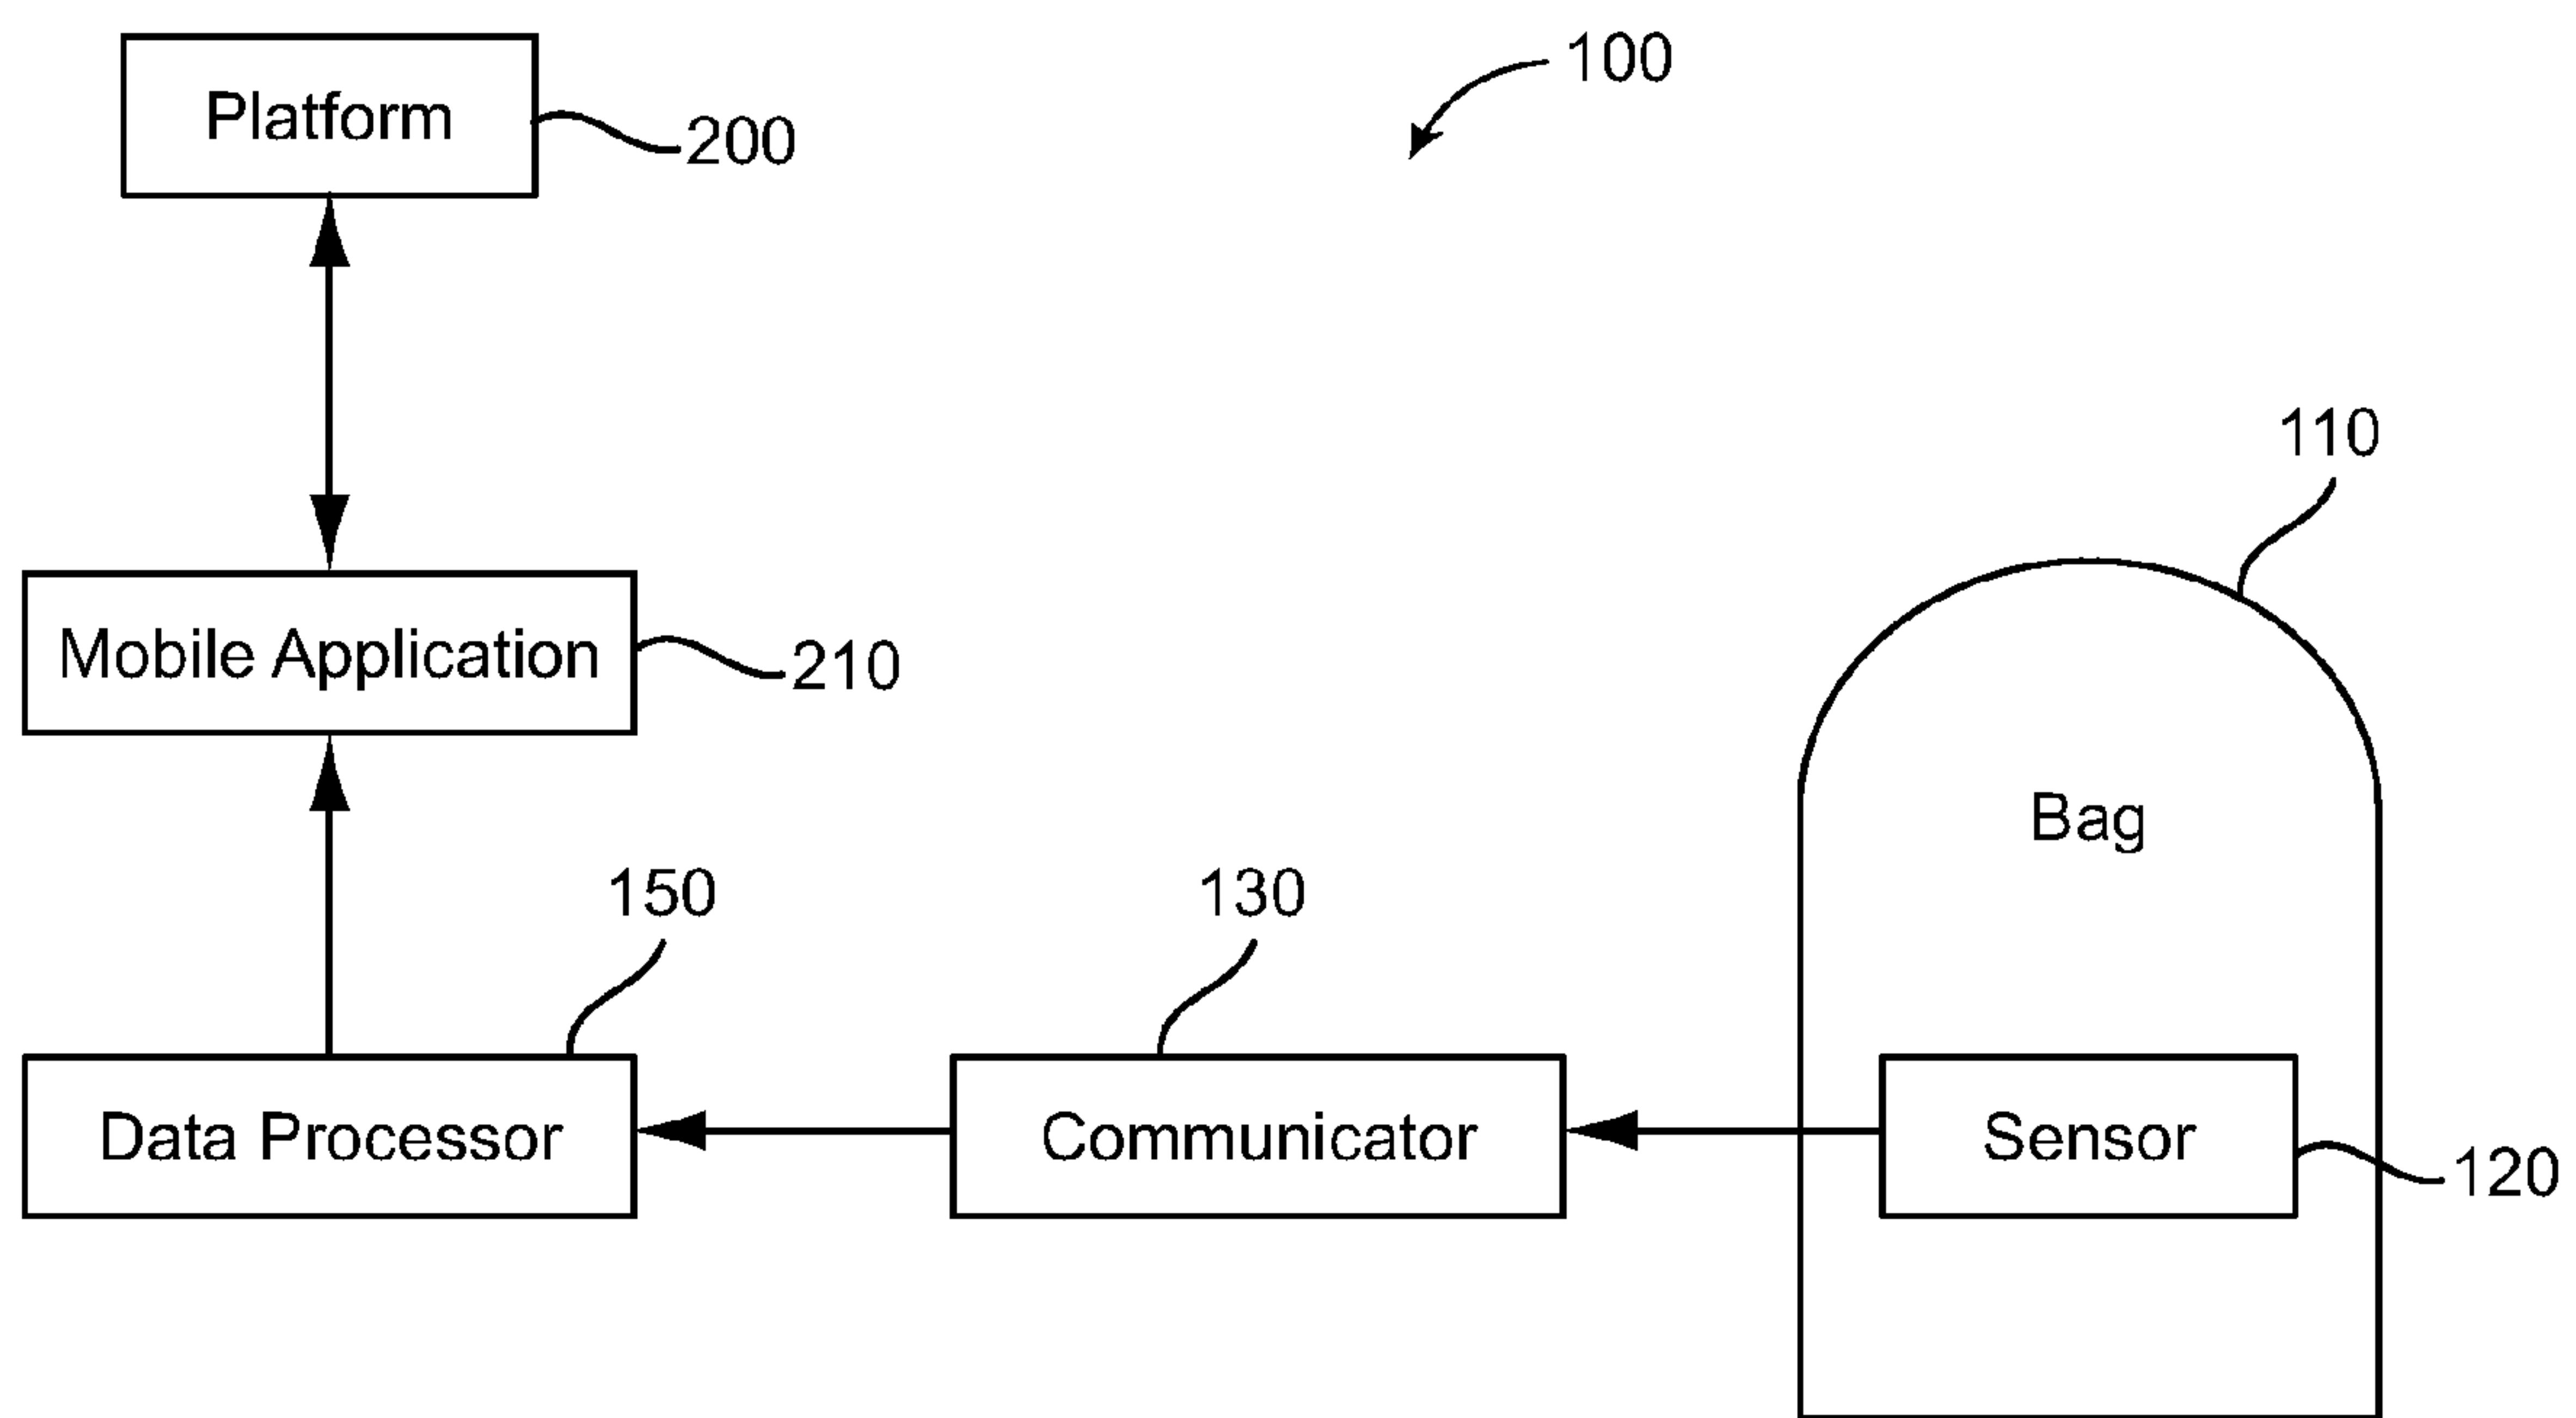 100
Platform
200
110
Mobile Application
210
Bag
150
130
Data Processor
Communicator
Sensor
120